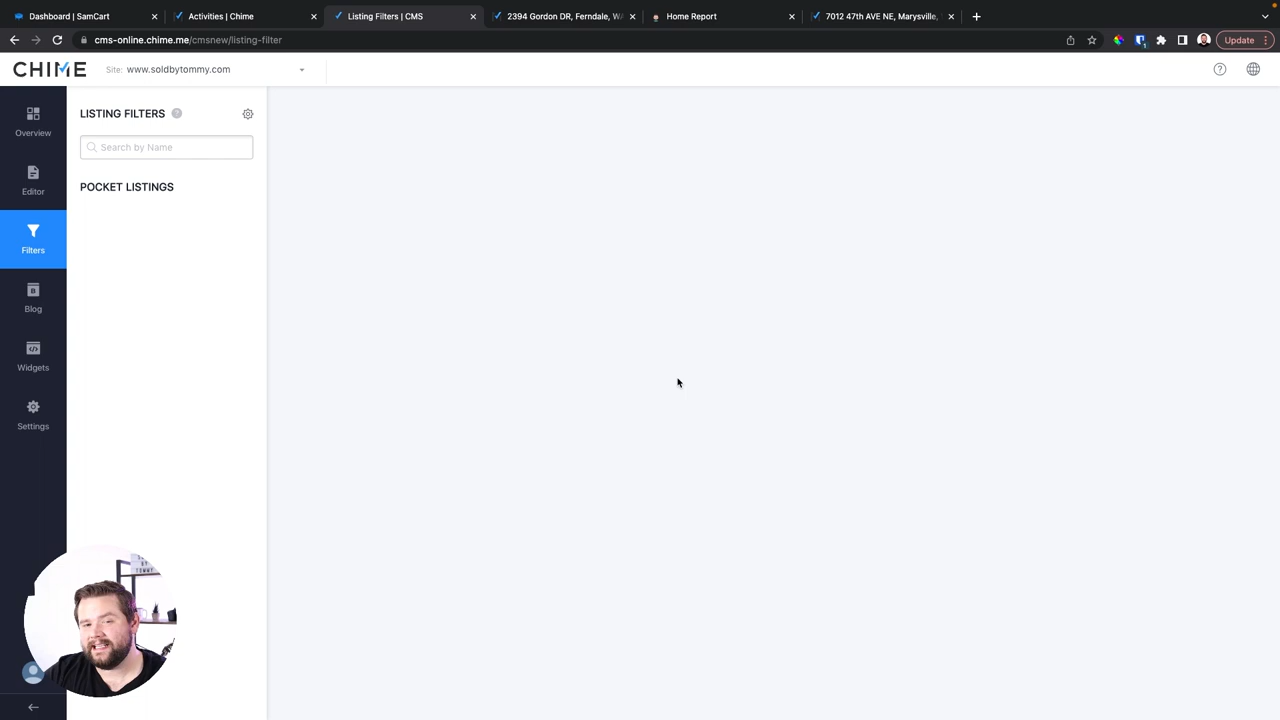 Dashboard | SamCart
Activities | Chime
Listing Filters | CMS
2394 Gordon DR, Ferndale, WA
Home Report
7012 47th AVE NE, Marysville,
cms-online.chime.me/cmsnew/listing-filter
Update
CHIME
Site: www.soldbytommy.com
Overview
Editor
Filters
Blog
Widgets
Settings
LISTING FILTERS
Search by Name
POCKET LISTINGS
BY
TOMMY